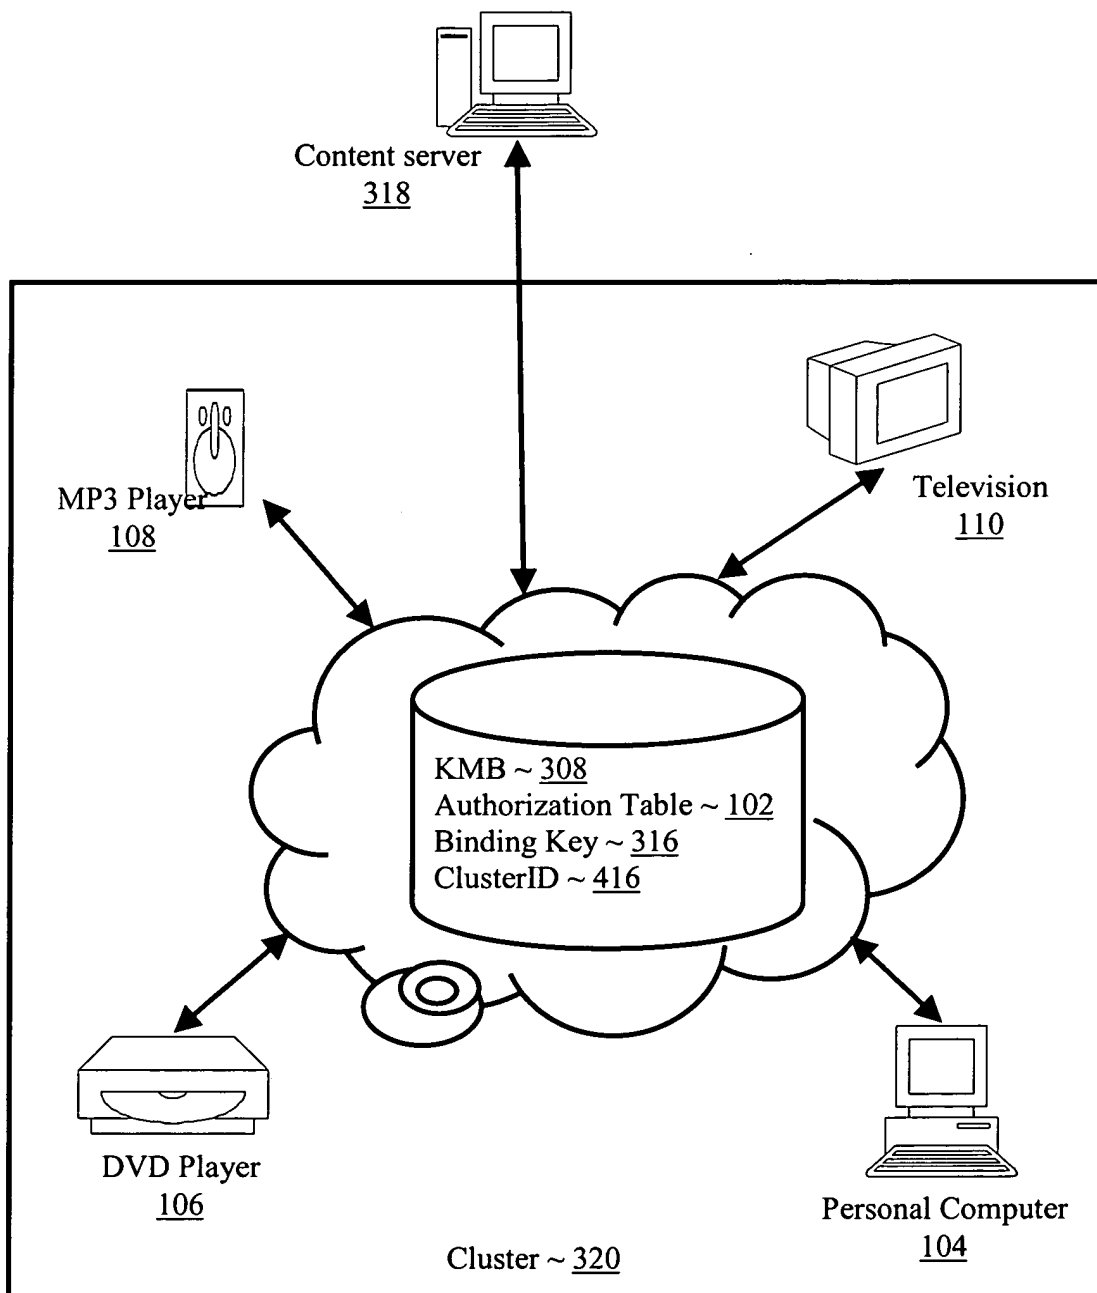 Content server
318
MP3 Player
108
Television
110
KMB ~ 308
Authorization Table ~ 102
Binding Key ~ 316
ClusterID ~ 416
DVD Player
106
Personal Computer
104
Cluster ~ 320